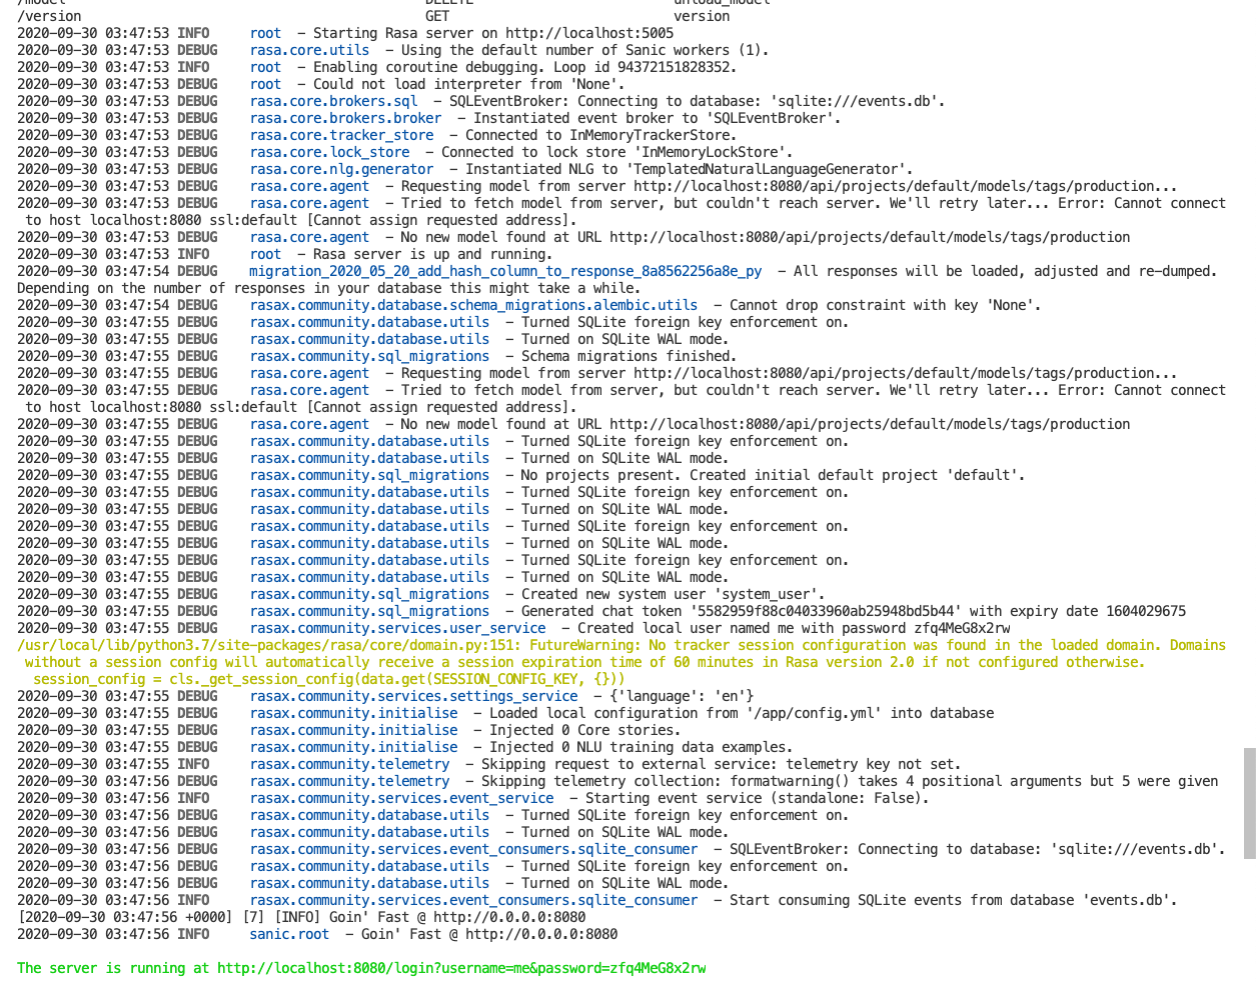 /model DELETE unload_model
/version GET version
2020-09-30 03:47:53 INFO root - Starting Rasa server on http://localhost:5005
2020-09-30 03:47:53 DEBUG rasa.core.utils - Using the default number of Sanic workers (1).
2020-09-30 03:47:53 INFO root - Enabling coroutine debugging. Loop id 94372151828352.
2020-09-30 03:47:53 DEBUG root - Could not load interpreter from 'None'.
2020-09-30 03:47:53 DEBUG rasa.core.brokers.sql - SQLEventBroker: Connecting to database: 'sqlite:///events.db'.
2020-09-30 03:47:53 DEBUG rasa.core.brokers.broker - Instantiated event broker to 'SQLEventBroker'.
2020-09-30 03:47:53 DEBUG rasa.core.tracker_store - Connected to InMemoryTrackerStore.
2020-09-30 03:47:53 DEBUG rasa.core.lock_store - Connected to lock store 'InMemoryLockStore'.
2020-09-30 03:47:53 DEBUG rasa.core.nlg.generator - Instantiated NLG to 'TemplatedNaturalLanguageGenerator'.
2020-09-30 03:47:53 DEBUG rasa.core.agent - Requesting model from server http://localhost:8080/api/projects/default/models/tags/production...
2020-09-30 03:47:53 DEBUG rasa.core.agent - Tried to fetch model from server, but couldn't reach server. We'll retry later... Error: Cannot connect
to host localhost:8080 ssl:default [Cannot assign requested address].
2020-09-30 03:47:53 DEBUG rasa.core.agent - No new model found at URL http://localhost:8080/api/projects/default/models/tags/production
2020-09-30 03:47:53 INFO root - Rasa server is up and running.
2020-09-30 03:47:54 DEBUG migration_2020_05_20_add_hash_column_to_response_8a8562256a8e_py - All responses will be loaded, adjusted and re-dumped.
Depending on the number of responses in your database this might take a while.
2020-09-30 03:47:54 DEBUG rasax.community.database.schema_migrations.alembic.utils - Cannot drop constraint with key 'None'.
2020-09-30 03:47:55 DEBUG rasax.community.database.utils - Turned SQLite foreign key enforcement on.
2020-09-30 03:47:55 DEBUG rasax.community.database.utils - Turned on SQLite WAL mode.
2020-09-30 03:47:55 DEBUG rasax.community.sql_migrations - Schema migrations finished.
2020-09-30 03:47:55 DEBUG rasa.core.agent - Requesting model from server http://localhost:8080/api/projects/default/models/tags/production...
2020-09-30 03:47:55 DEBUG rasa.core.agent - Tried to fetch model from server, but couldn't reach server. We'll retry later... Error: Cannot connect
to host localhost:8080 ssl:default [Cannot assign requested address].
2020-09-30 03:47:55 DEBUG rasa.core.agent - No new model found at URL http://localhost:8080/api/projects/default/models/tags/production
2020-09-30 03:47:55 DEBUG rasax.community.database.utils - Turned SQLite foreign key enforcement on.
2020-09-30 03:47:55 DEBUG rasax.community.database.utils - Turned on SQLite WAL mode.
2020-09-30 03:47:55 DEBUG rasax.community.sql_migrations - No projects present. Created initial default project 'default'.
2020-09-30 03:47:55 DEBUG rasax.community.database.utils - Turned SQLite foreign key enforcement on.
2020-09-30 03:47:55 DEBUG rasax.community.database.utils - Turned on SQLite WAL mode.
2020-09-30 03:47:55 DEBUG rasax.community.database.utils - Turned SQLite foreign key enforcement on.
2020-09-30 03:47:55 DEBUG rasax.community.database.utils - Turned on SQLite WAL mode.
2020-09-30 03:47:55 DEBUG rasax.community.database.utils - Turned SQLite foreign key enforcement on.
2020-09-30 03:47:55 DEBUG rasax.community.database.utils - Turned on SQLite WAL mode.
2020-09-30 03:47:55 DEBUG rasax.community.sql_migrations - Created new system user 'system_user'.
2020-09-30 03:47:55 DEBUG rasax.community.sql_migrations - Generated chat token '5582959f88c04033960ab25948bd5b44' with expiry date 1604029675
2020-09-30 03:47:55 DEBUG rasax.community.services.user_service - Created local user named me with password zfq4MeG8x2rw
/usr/local/lib/python3.7/site-packages/rasa/core/domain.py:151: FutureWarning: No tracker session configuration was found in the loaded domain. Domains
without a session config will automatically receive a session expiration time of 60 minutes in Rasa version 2.0 if not configured otherwise.
session_config = cls._get_session_config(data.get(SESSION_CONFIG_KEY, {}))
2020-09-30 03:47:55 DEBUG rasax.community.services.settings_service - {'language': 'en'}
2020-09-30 03:47:55 DEBUG rasax.community.initialise - Loaded local configuration from '/app/config.yml' into database
2020-09-30 03:47:55 DEBUG rasax.community.initialise - Injected 0 Core stories.
2020-09-30 03:47:55 DEBUG rasax.community.initialise - Injected 0 NLU training data examples.
2020-09-30 03:47:55 INFO rasax.community.telemetry - Skipping request to external service: telemetry key not set.
2020-09-30 03:47:56 DEBUG rasax.community.telemetry - Skipping telemetry collection: formatwarning() takes 4 positional arguments but 5 were given
2020-09-30 03:47:56 INFO rasax.community.services.event_service - Starting event service (standalone: False).
2020-09-30 03:47:56 DEBUG rasax.community.database.utils - Turned SQLite foreign key enforcement on.
2020-09-30 03:47:56 DEBUG rasax.community.database.utils - Turned on SQLite WAL mode.
2020-09-30 03:47:56 DEBUG rasax.community.services.event_consumers.sqlite_consumer - SQLEventBroker: Connecting to database: 'sqlite:///events.db'.
2020-09-30 03:47:56 DEBUG rasax.community.database.utils - Turned SQLite foreign key enforcement on.
2020-09-30 03:47:56 DEBUG rasax.community.database.utils - Turned on SQLite WAL mode.
2020-09-30 03:47:56 INFO rasax.community.services.event_consumers.sqlite_consumer - Start consuming SQLite events from database 'events.db'.
[2020-09-30 03:47:56 +0000] [7] [INFO] Goin' Fast @ http://0.0.0.0:8080
2020-09-30 03:47:56 INFO sanic.root - Goin' Fast @ http://0.0.0.0:8080
The server is running at http://localhost:8080/login?username=me&password=zfq4MeG8x2rw